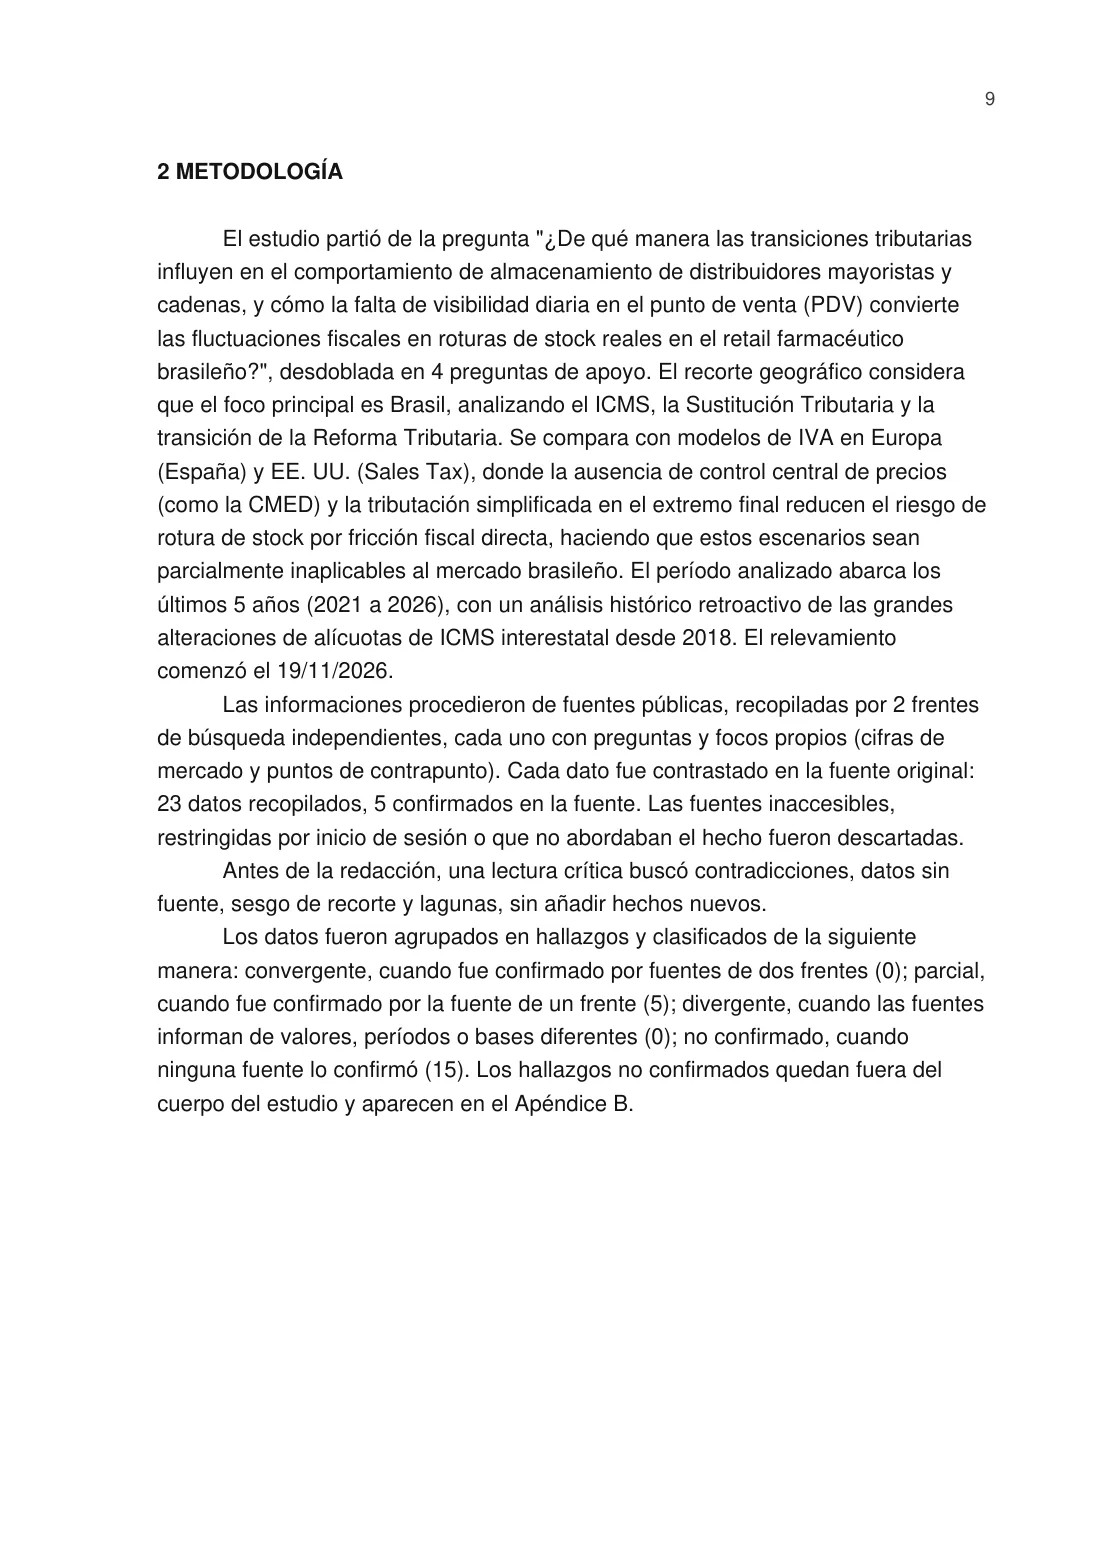 9
2 METODOLOGÍA
El estudio partió de la pregunta "¿De qué manera las transiciones tributarias
influyen en el comportamiento de almacenamiento de distribuidores mayoristas y
cadenas, y cómo la falta de visibilidad diaria en el punto de venta (PDV) convierte
las fluctuaciones fiscales en roturas de stock reales en el retail farmacéutico
brasileño?", desdoblada en 4 preguntas de apoyo. El recorte geográfico considera
que el foco principal es Brasil, analizando el ICMS, la Sustitución Tributaria y la
transición de la Reforma Tributaria. Se compara con modelos de IVA en Europa
(España) y EE. UU. (Sales Tax), donde la ausencia de control central de precios
(como la CMED) y la tributación simplificada en el extremo final reducen el riesgo de
rotura de stock por fricción fiscal directa, haciendo que estos escenarios sean
parcialmente inaplicables al mercado brasileño. El período analizado abarca los
últimos 5 años (2021 a 2026), con un análisis histórico retroactivo de las grandes
alteraciones de alícuotas de ICMS interestatal desde 2018. El relevamiento
comenzó el 19/11/2026.
Las informaciones procedieron de fuentes públicas, recopiladas por 2 frentes
de búsqueda independientes, cada uno con preguntas y focos propios (cifras de
mercado y puntos de contrapunto). Cada dato fue contrastado en la fuente original:
23 datos recopilados, 5 confirmados en la fuente. Las fuentes inaccesibles,
restringidas por inicio de sesión o que no abordaban el hecho fueron descartadas.
Antes de la redacción, una lectura crítica buscó contradicciones, datos sin
fuente, sesgo de recorte y lagunas, sin añadir hechos nuevos.
Los datos fueron agrupados en hallazgos y clasificados de la siguiente
manera: convergente, cuando fue confirmado por fuentes de dos frentes (0); parcial,
cuando fue confirmado por la fuente de un frente (5); divergente, cuando las fuentes
informan de valores, períodos o bases diferentes (0); no confirmado, cuando
ninguna fuente lo confirmó (15). Los hallazgos no confirmados quedan fuera del
cuerpo del estudio y aparecen en el Apéndice B.